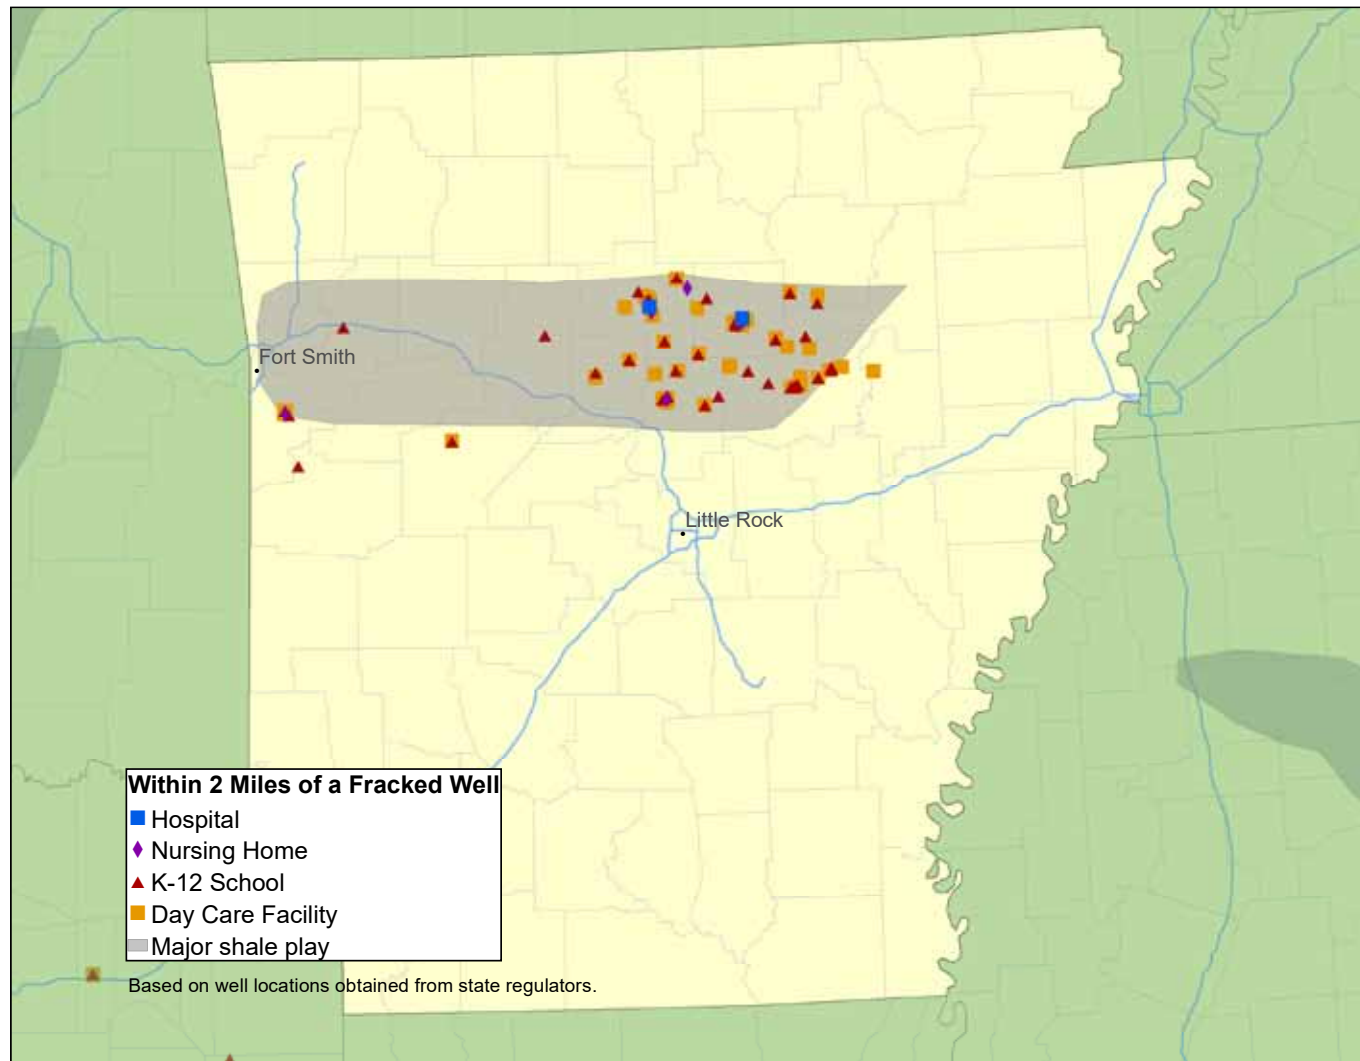 Fort Smith
Little Rock
Within 2 Miles of a Fracked Well
Hospital
Nursing Home
K-12 School
Day Care Facility
Major shale play
Based on well locations obtained from state regulators.